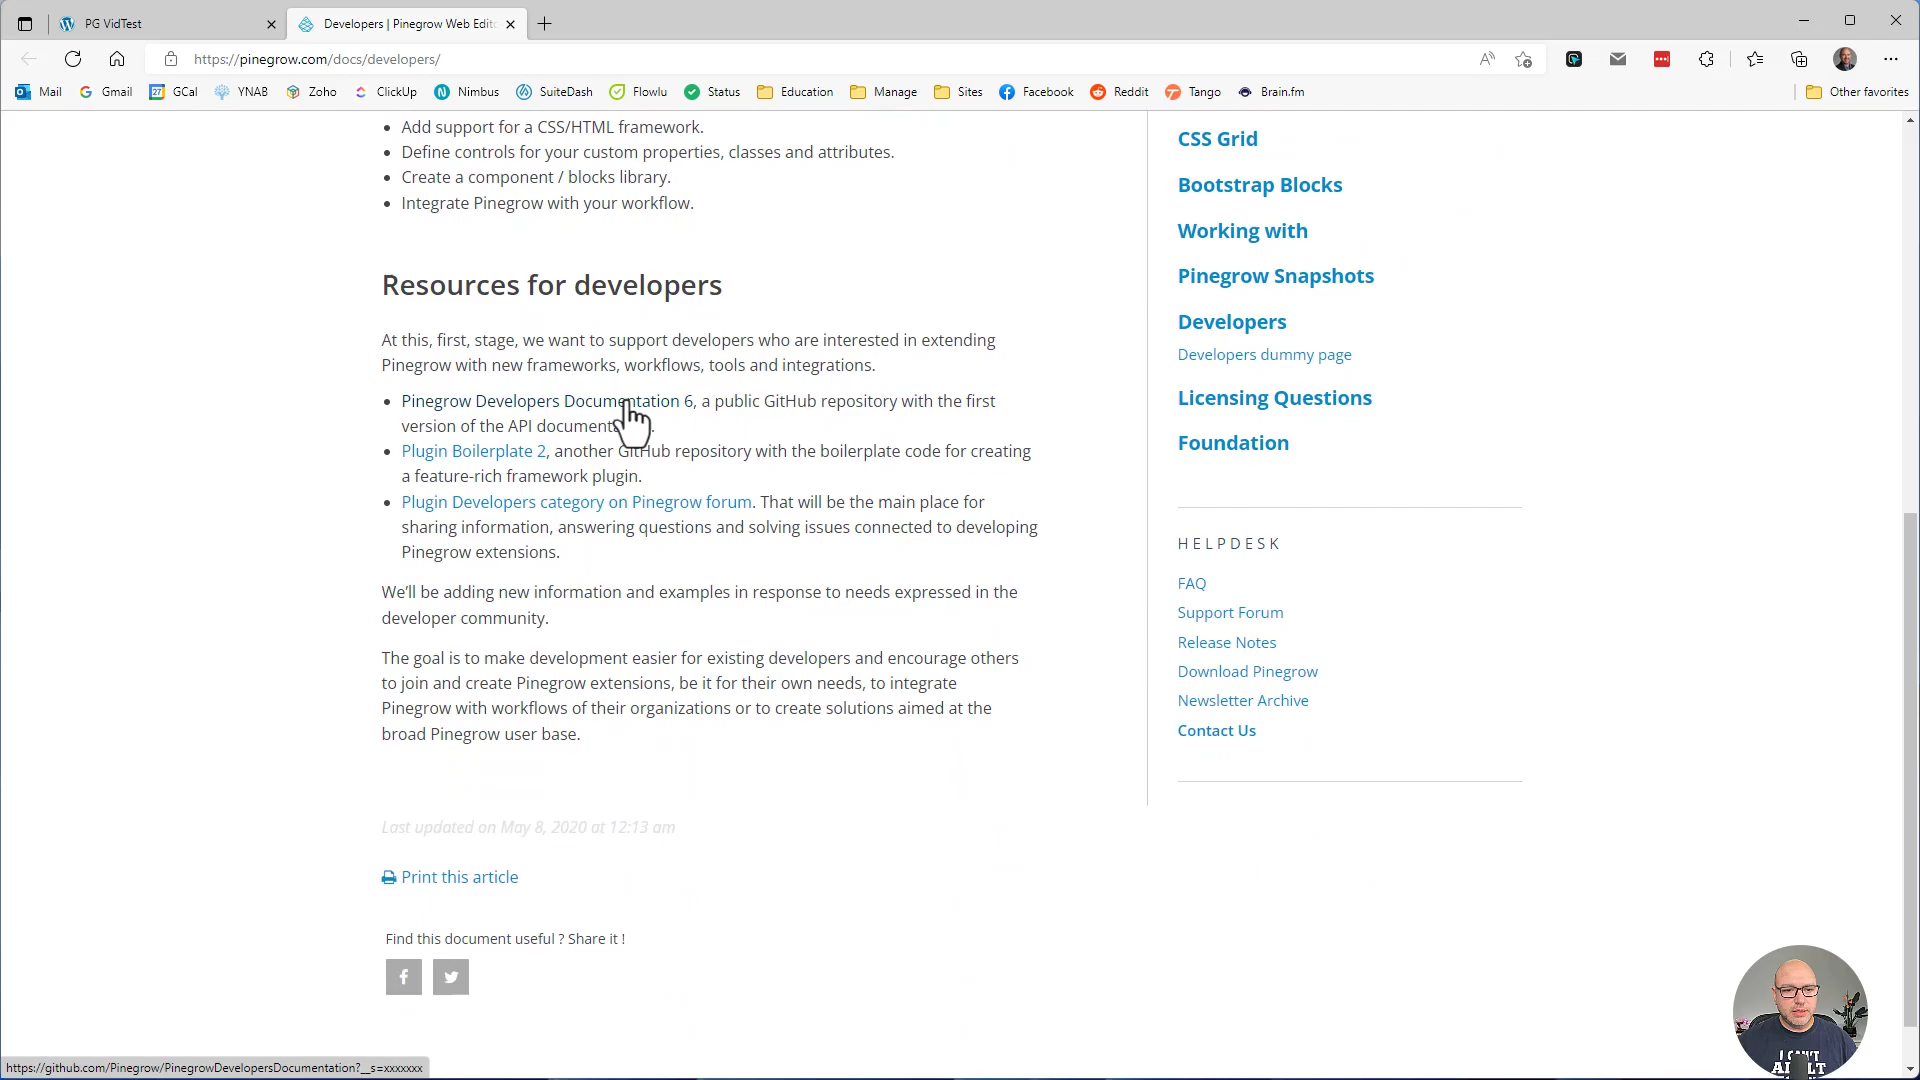 PG VidTest
Developers | Pinegrow Web Edito
https://pinegrow.com/docs/developers/
Mail
Gmail
GCal
YNAB
Zoho
ClickUp
Nimbus
SuiteDash
Flowlu
Status
Education
Manage
Sites
Facebook
Reddit
Tango
Brain.fm
Other favorites
Add support for a CSS/HTML framework.
Define controls for your custom properties, classes and attributes.
Create a component / blocks library.
Integrate Pinegrow with your workflow.
Resources for developers
At this, first, stage, we want to support developers who are interested in extending
Pinegrow with new frameworks, workflows, tools and integrations.
Pinegrow Developers Documentation 6, a public GitHub repository with the first
version of the API document
Plugin Boilerplate 2, another GitHub repository with the boilerplate code for creating
a feature-rich framework plugin.
Plugin Developers category on Pinegrow forum. That will be the main place for
sharing information, answering questions and solving issues connected to developing
Pinegrow extensions.
We'll be adding new information and examples in response to needs expressed in the
developer community.
The goal is to make development easier for existing developers and encourage others
to join and create Pinegrow extensions, be it for their own needs, to integrate
Pinegrow with workflows of their organizations or to create solutions aimed at the
broad Pinegrow user base.
Last updated on May 8, 2020 at 12:13 am
Print this article
Find this document useful ? Share it !
CSS Grid
Bootstrap Blocks
Working with
Pinegrow Snapshots
Developers
Developers dummy page
Licensing Questions
Foundation
HELPDESK
FAQ
Support Forum
Release Notes
Download Pinegrow
Newsletter Archive
Contact Us
I CAN'T
https://github.com/Pinegrow/PinegrowDevelopersDocumentation?__s=xxxxxxx